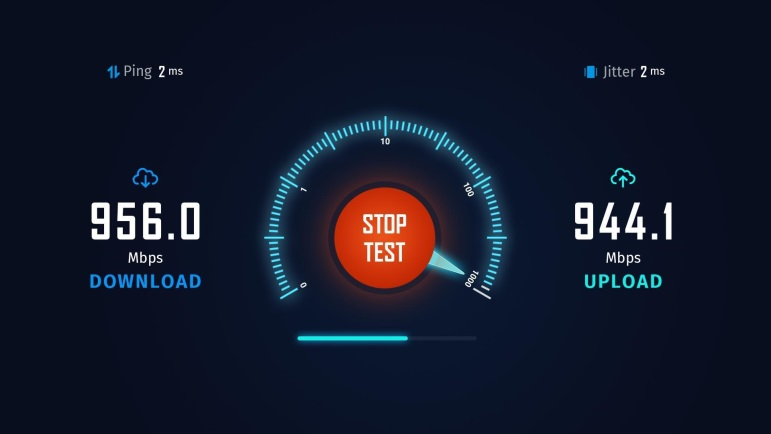 Ping 2 ms
Jitter 2 ms
10
1
100
956.0
Mbps
DOWNLOAD
STOP
TEST
944.1
Mbps
UPLOAD
0
1000